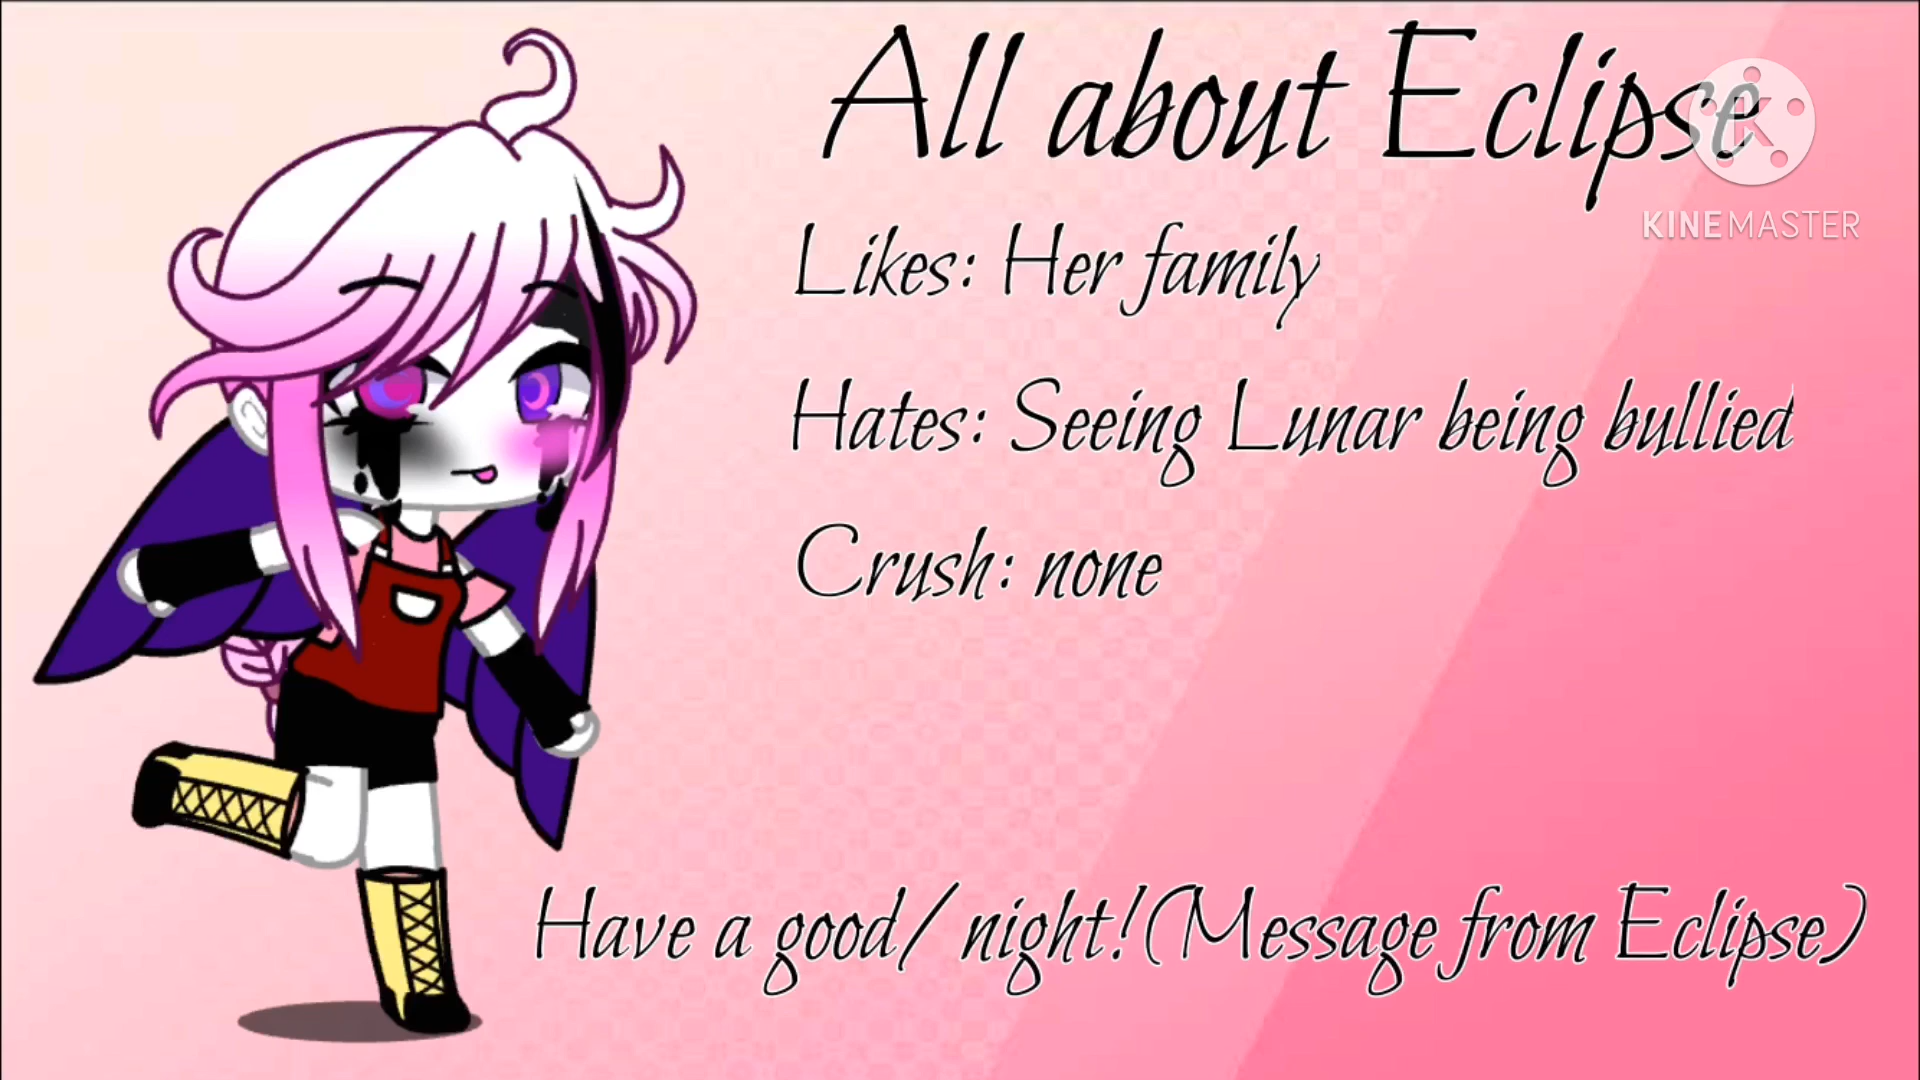 All about Eclipse
KINEMASTER
Likes: Her family
Hates: Seeing Lunar being bullied
Crush: none
Have a good/ night!(Message from Eclipse)